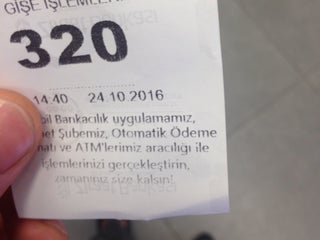 GİŞE İŞLEMLERİ
320
14:40 24.10.2016
bil Bankacılık uygulamamız,
et Şubemiz, Otomatik Ödeme
matı ve ATM'lerimiz aracılığı ile
işlemlerinizi gerçekleştirin,
zamanınız size kalsın!